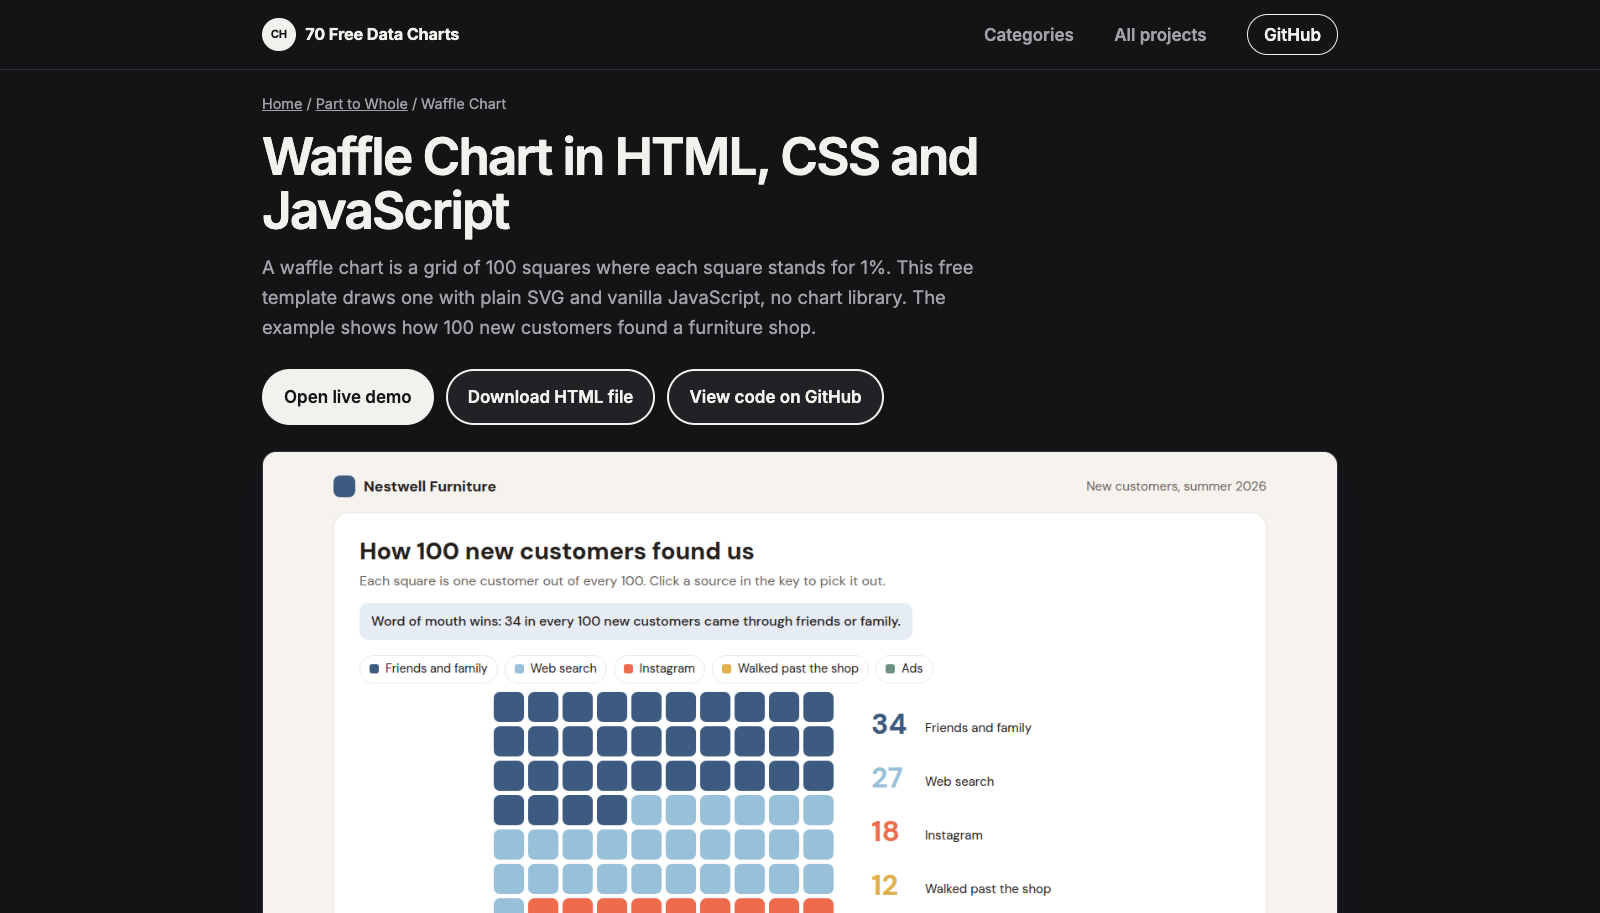 CH 70 Free Data Charts
Categories All projects GitHub
Home / Part to Whole / Waffle Chart
Waffle Chart in HTML, CSS and
JavaScript
A waffle chart is a grid of 100 squares where each square stands for 1%. This free
template draws one with plain SVG and vanilla JavaScript, no chart library. The
example shows how 100 new customers found a furniture shop.
Open live demo Download HTML file View code on GitHub
Nestwell Furniture New customers, summer 2026
How 100 new customers found us
Each square is one customer out of every 100. Click a source in the key to pick it out.
Word of mouth wins: 34 in every 100 new customers came through friends or family.
Friends and family Web search Instagram Walked past the shop Ads
34 Friends and family
27 Web search
18 Instagram
12 Walked past the shop